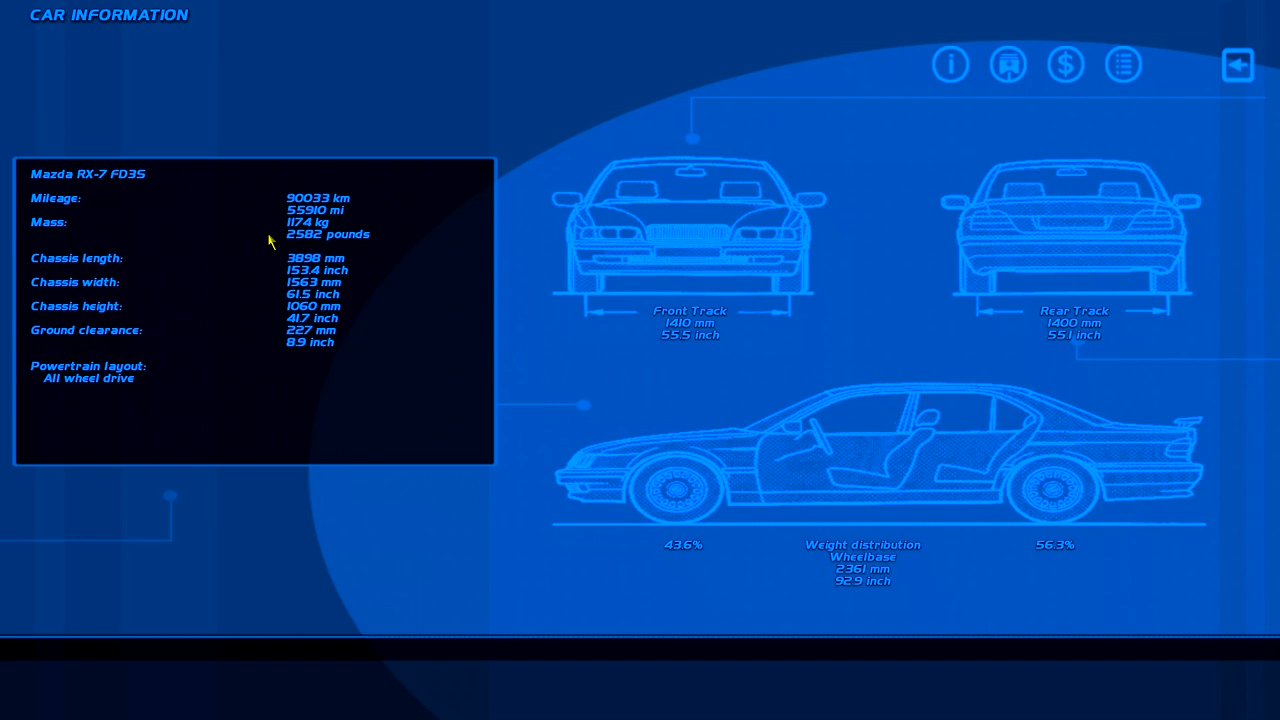 CAR INFORMATION
Mazda RX-7 FD3S
Mileage: 90033 km
55910 mi
Mass: 1174 kg
2582 pounds
Chassis length: 3898 mm
153.4 inch
Chassis width: 1563 mm
61.5 inch
Chassis height: 1060 mm
41.7 inch
Ground clearance: 227 mm
8.9 inch
Powertrain layout:
All wheel drive
Front Track
1410 mm
55.5 inch
Rear Track
1400 mm
55.1 inch
43.6% Weight distribution 56.3%
Wheelbase
2361 mm
92.9 inch